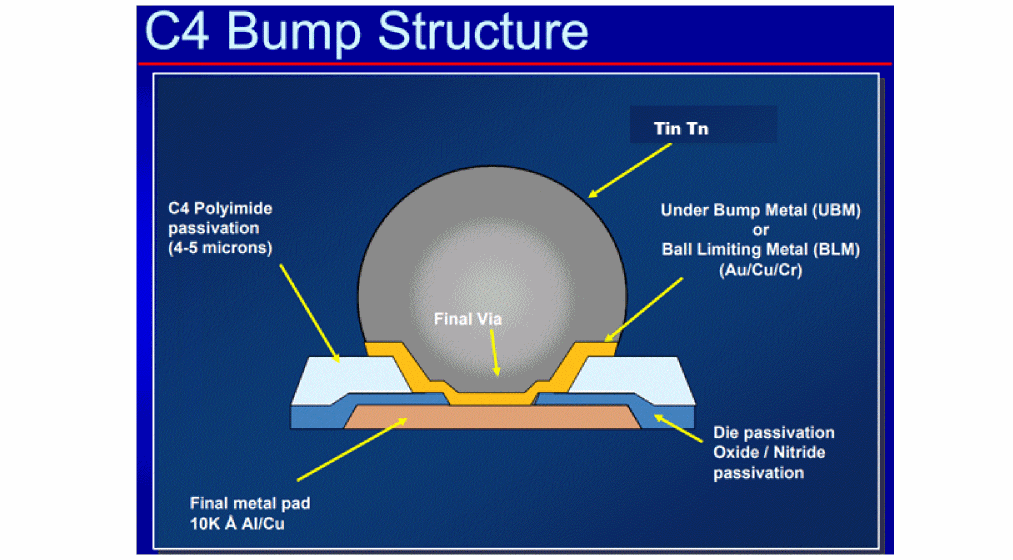 C4 Bump Structure
Tin Tn
C4 Polyimide
passivation
(4-5 microns)
Under Bump Metal (UBM)
or
Ball Limiting Metal (BLM)
(Au/Cu/Cr)
Final Via
Die passivation
Oxide / Nitride
passivation
Final metal pad
10K Å Al/Cu